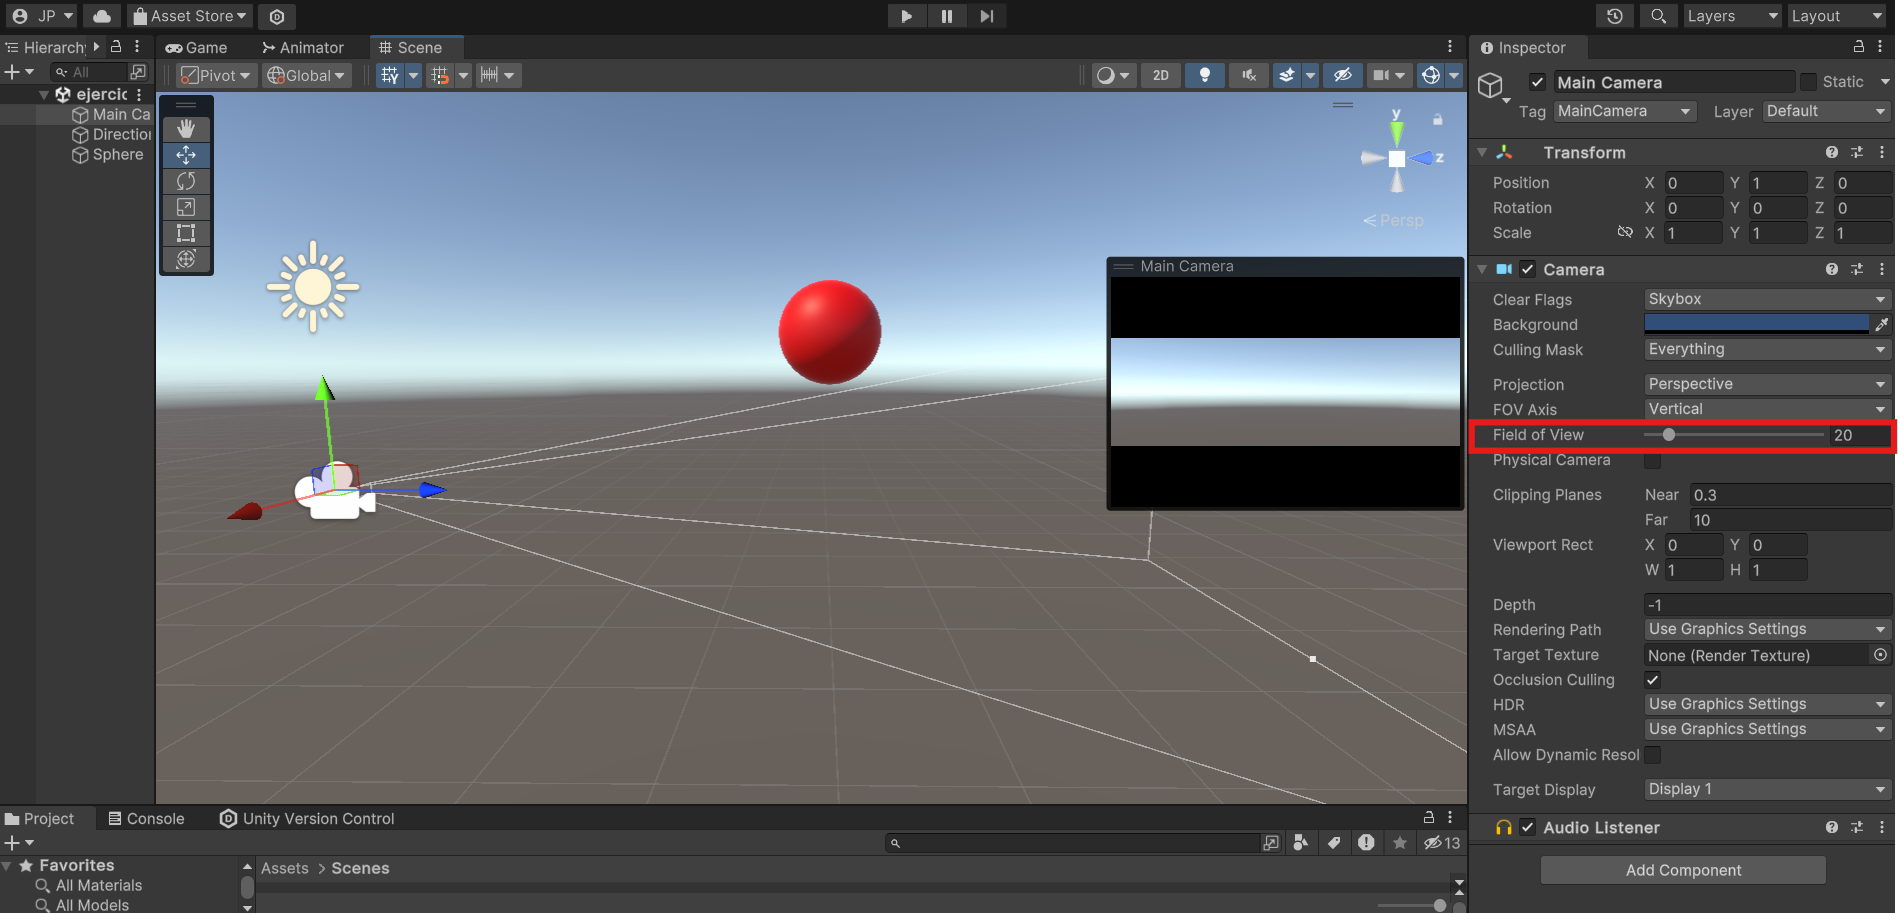 JP Asset Store Layers Layout
Hierarchy Game Animator Scene Inspector
All Pivot Global 2D Main Camera Static
Tag MainCamera Layer Default
ejercic
Main Ca
Direction
Sphere
y
z
Persp
Main Camera
Transform
Position X 0 Y 1 Z 0
Rotation X 0 Y 0 Z 0
Scale X 1 Y 1 Z 1
Camera
Clear Flags Skybox
Background
Culling Mask Everything
Projection Perspective
FOV Axis Vertical
Field of View 20
Physical Camera
Clipping Planes Near 0.3
Far 10
Viewport Rect X 0 Y 0
W 1 H 1
Depth -1
Rendering Path Use Graphics Settings
Target Texture None (Render Texture)
Occlusion Culling
HDR Use Graphics Settings
MSAA Use Graphics Settings
Allow Dynamic Resol
Target Display Display 1
Audio Listener
Add Component
Project Console Unity Version Control
13
Favorites
All Materials
All Models
Assets > Scenes